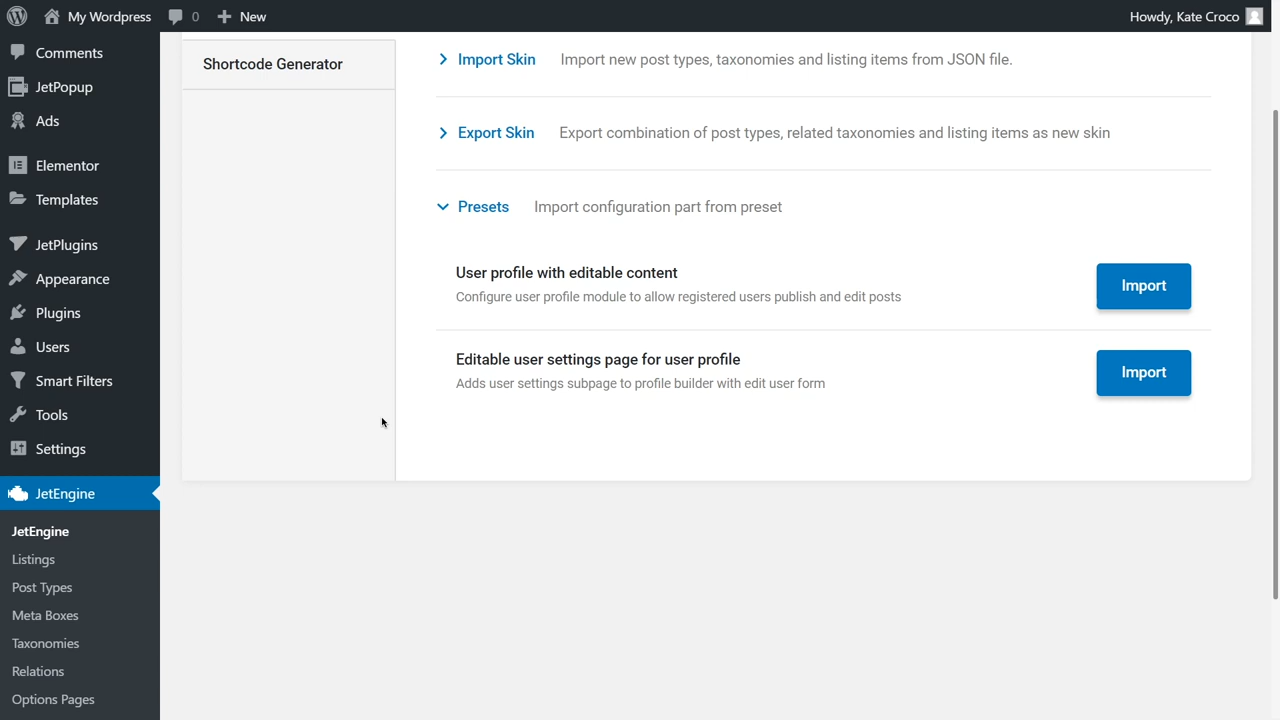 My Wordpress 0 New Howdy, Kate Croco
Comments
JetPopup
Ads
Elementor
Templates
JetPlugins
Appearance
Plugins
Users
Smart Filters
Tools
Settings
JetEngine
JetEngine
Listings
Post Types
Meta Boxes
Taxonomies
Relations
Options Pages
Shortcode Generator
Import Skin Import new post types, taxonomies and listing items from JSON file.
Export Skin Export combination of post types, related taxonomies and listing items as new skin
Presets Import configuration part from preset
User profile with editable content
Configure user profile module to allow registered users publish and edit posts
Import
Editable user settings page for user profile
Adds user settings subpage to profile builder with edit user form
Import